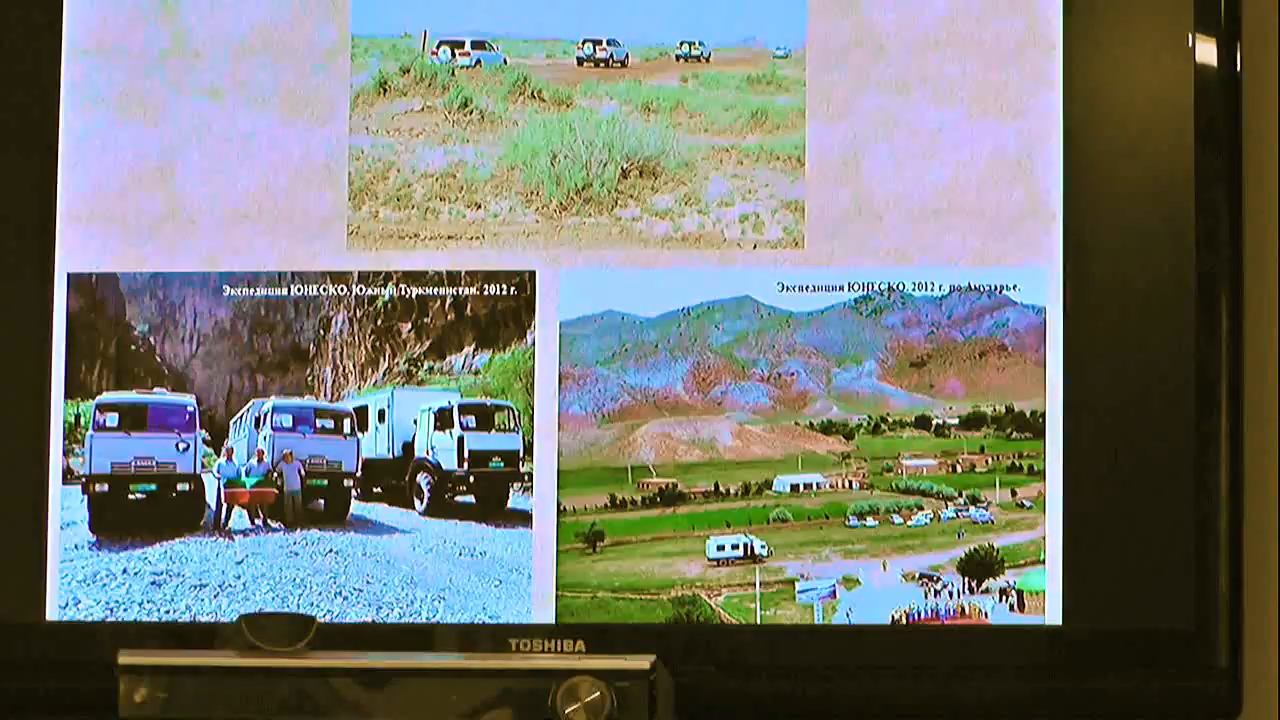 Экспедиция ЮНЕСКО. Южный Туркменистан. 2012 г.
Экспедиция ЮНЕСКО. 2012 г. по Амударье.
TOSHIBA